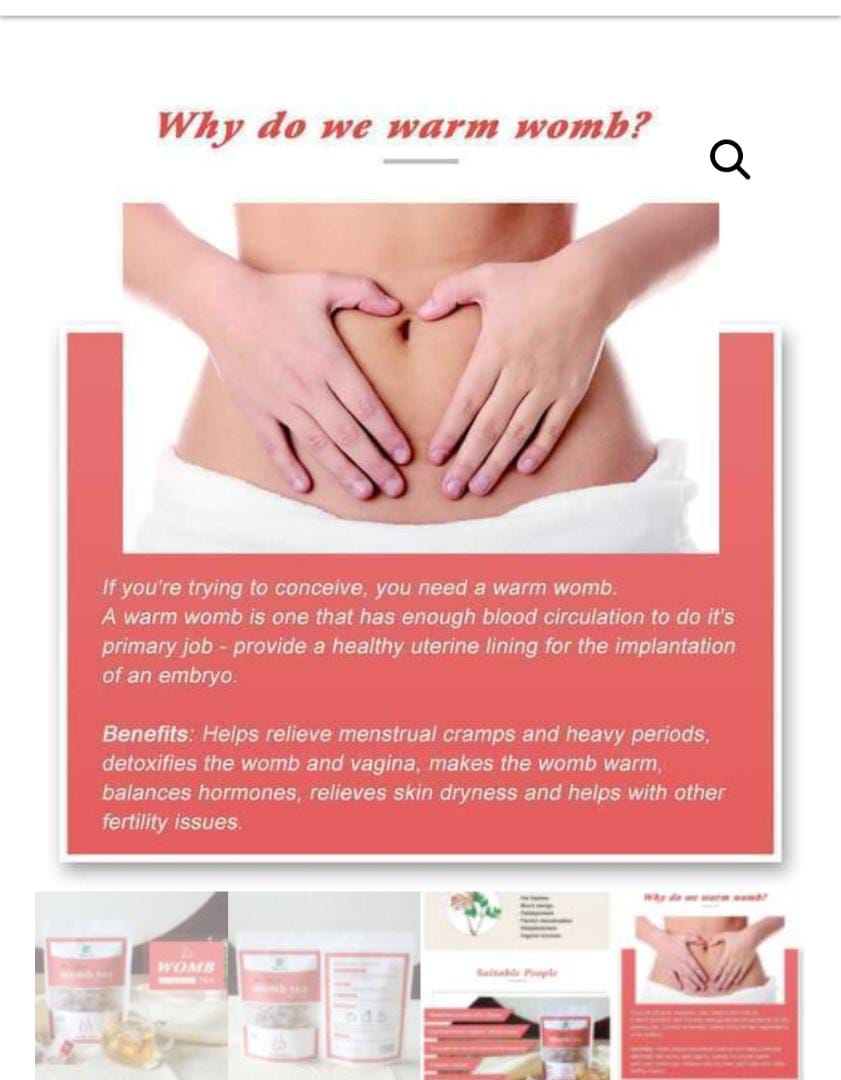 Why do we warm womb?
If you're trying to conceive, you need a warm womb.
A warm womb is one that has enough blood circulation to do it's
primary job - provide a healthy uterine lining for the implantation
of an embryo.
Benefits: Helps relieve menstrual cramps and heavy periods,
detoxifies the womb and vagina, makes the womb warm,
balances hormones, relieves skin dryness and helps with other
fertility issues.
womb tea
WOMB
TEA
womb tea
Suitable People
Why do we warm womb?